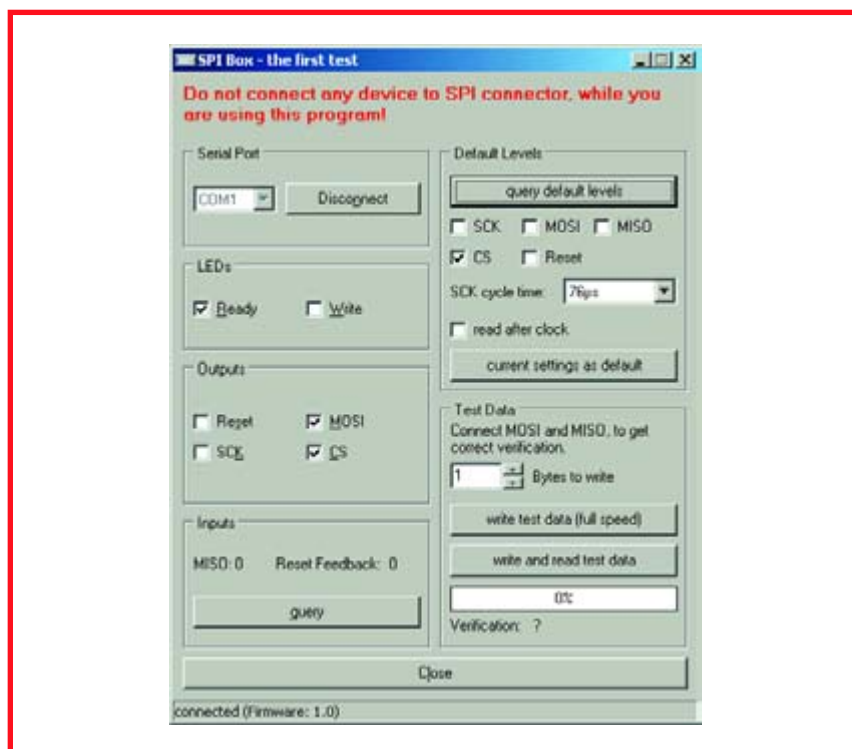 SPI Box - the first test
Do not connect any device to SPI connector, while you
are using this program!
Serial Port
COM1
Disconnect
LEDs
Ready
Write
Outputs
Reset
MOSI
SCK
CS
Inputs
MISO: 0
Reset Feedback: 0
query
Default Levels
query default levels
SCK
MOSI
MISO
CS
Reset
SCK cycle time:
76µs
read after clock
current settings as default
Test Data
Connect MOSI and MISO, to get
correct verification.
1
Bytes to write
write test data (full speed)
write and read test data
0%
Verification: ?
Close
connected (Firmware: 1.0)